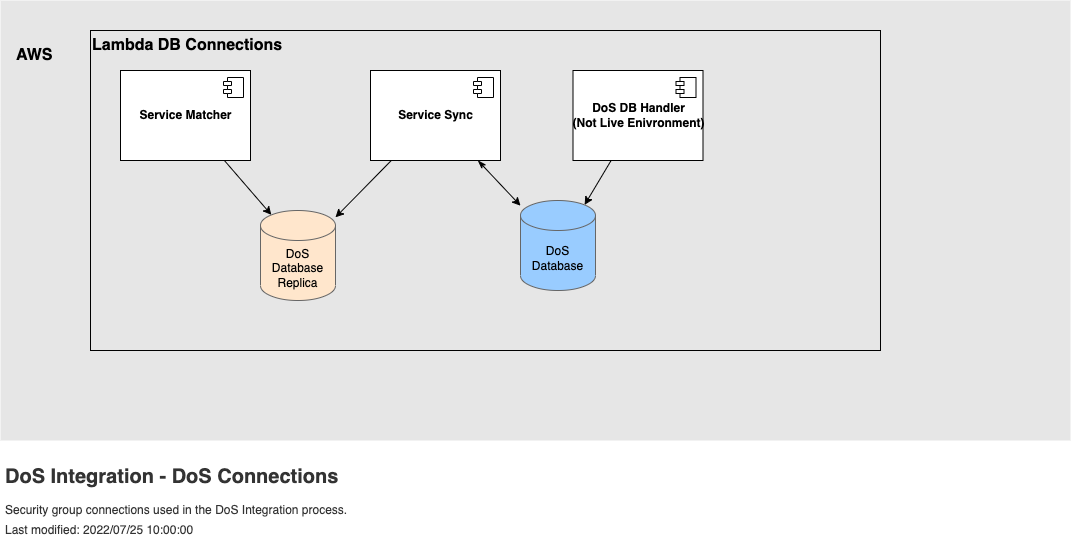 AWS
Lambda DB Connections
Service Matcher
Service Sync
DoS DB Handler
(Not Live Enivronment)
DoS
Database
Replica
DoS
Database
DoS Integration - DoS Connections
Security group connections used in the DoS Integration process.
Last modified: 2022/07/25 10:00:00